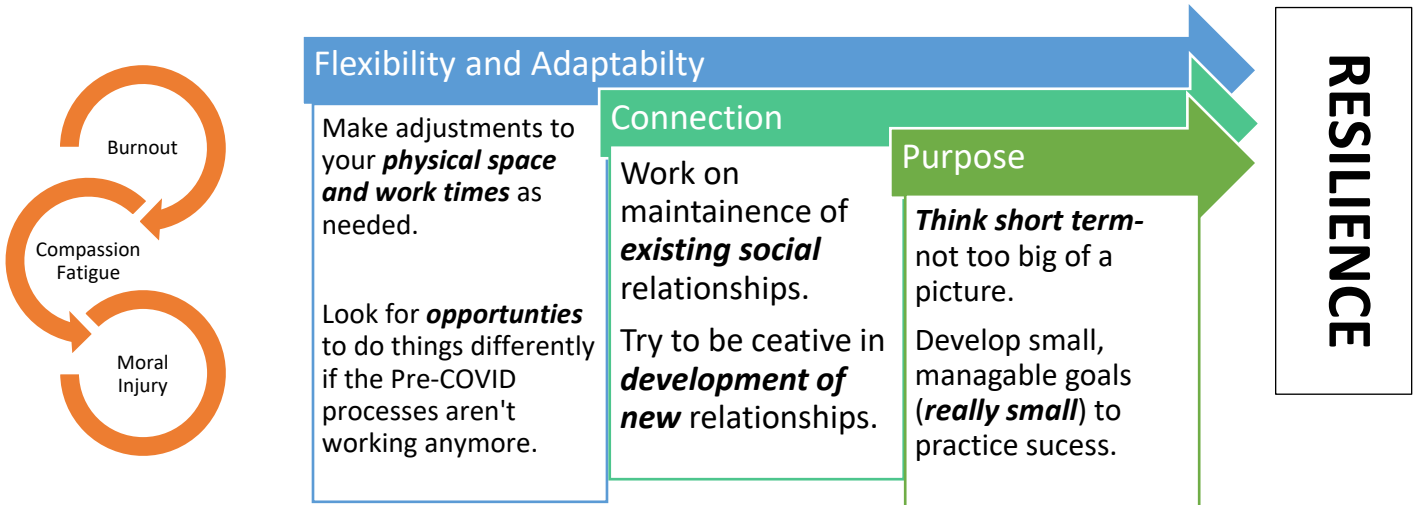 Burnout
Compassion
Fatigue
Moral
Injury
Flexibility and Adaptabilty
Make adjustments to
your physical space
and work times as
needed.
Look for opportunties
to do things differently
if the Pre-COVID
processes aren't
working anymore.
Connection
Work on
maintainence of
existing social
relationships.
Try to be ceative in
development of
new relationships.
Purpose
Think short term-
not too big of a
picture.
Develop small,
managable goals
(really small) to
practice sucess.
RESILIENCE